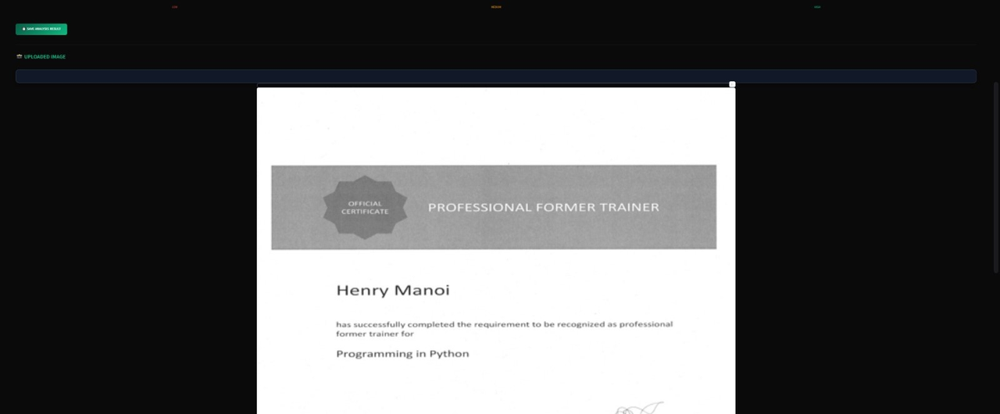 LOW
MEDIUM
HIGH
SAVE ANALYSIS RESULT
UPLOADED IMAGE
OFFICIAL
CERTIFICATE
PROFESSIONAL FORMER TRAINER
Henry Manoi
has successfully completed the requirement to be recognized as professional
former trainer for
Programming in Python